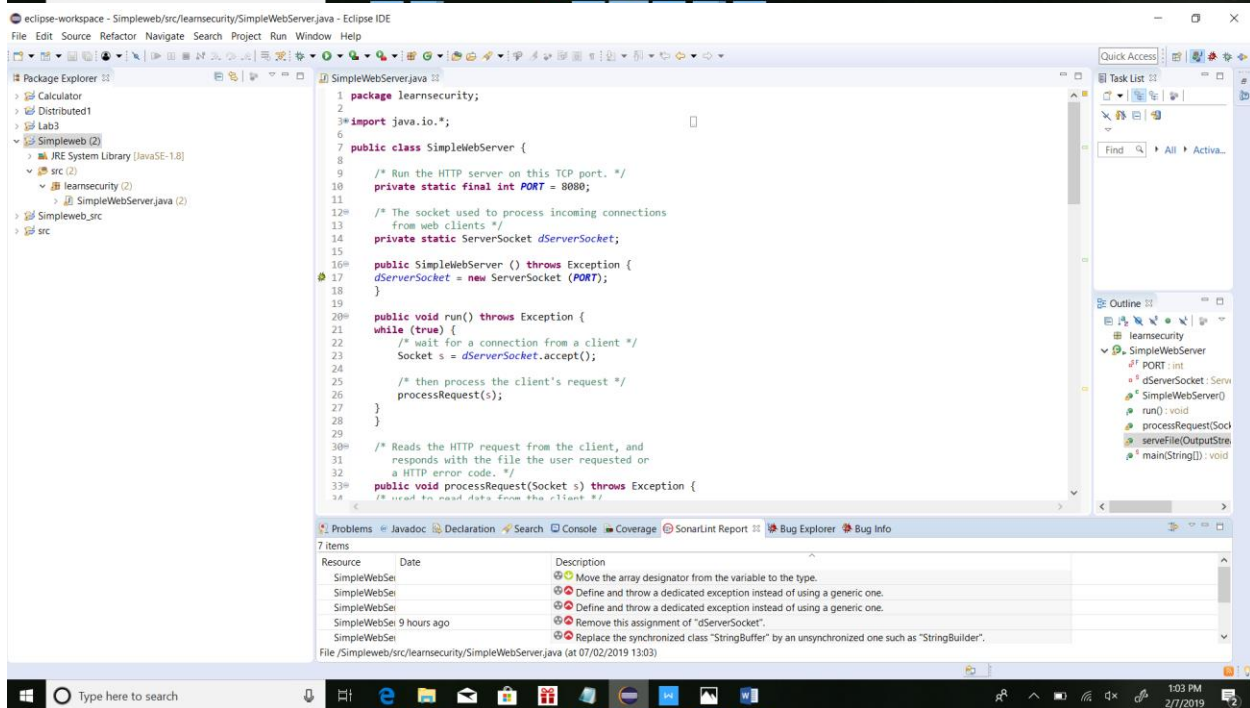 eclipse-workspace - Simpleweb/src/learnsecurity/SimpleWebServer.java - Eclipse IDE
File Edit Source Refactor Navigate Search Project Run Window Help
Quick Access
Package Explorer
Calculator
Distributed1
Lab3
Simpleweb (2)
JRE System Library [JavaSE-1.8]
src (2)
learnsecurity (2)
SimpleWebServer.java (2)
Simpleweb_src
src
SimpleWebServer.java
1 package learnsecurity;
2
3 import java.io.*;
6
7 public class SimpleWebServer {
8
9 /* Run the HTTP server on this TCP port. */
10 private static final int PORT = 8080;
11
12 /* The socket used to process incoming connections
13 from web clients */
14 private static ServerSocket dServerSocket;
15
16 public SimpleWebServer () throws Exception {
17 dServerSocket = new ServerSocket (PORT);
18 }
19
20 public void run() throws Exception {
21 while (true) {
22 /* wait for a connection from a client */
23 Socket s = dServerSocket.accept();
24
25 /* then process the client's request */
26 processRequest(s);
27 }
28 }
29
30 /* Reads the HTTP request from the client, and
31 responds with the file the user requested or
32 a HTTP error code. */
33 public void processRequest(Socket s) throws Exception {
34 /* used to read data from the client */
Task List
Find All Activa...
Outline
learnsecurity
SimpleWebServer
PORT : int
dServerSocket : Serve
SimpleWebServer()
run() : void
processRequest(Sock
serveFile(OutputStrea
main(String[]) : void
Problems Javadoc Declaration Search Console Coverage SonarLint Report Bug Explorer Bug Info
7 items
Resource Date Description
SimpleWebSer Move the array designator from the variable to the type.
SimpleWebSer Define and throw a dedicated exception instead of using a generic one.
SimpleWebSer Define and throw a dedicated exception instead of using a generic one.
SimpleWebSer 9 hours ago Remove this assignment of "dServerSocket".
SimpleWebSer Replace the synchronized class "StringBuffer" by an unsynchronized one such as "StringBuilder".
File /Simpleweb/src/learnsecurity/SimpleWebServer.java (at 07/02/2019 13:03)
Type here to search
1:03 PM
2/7/2019